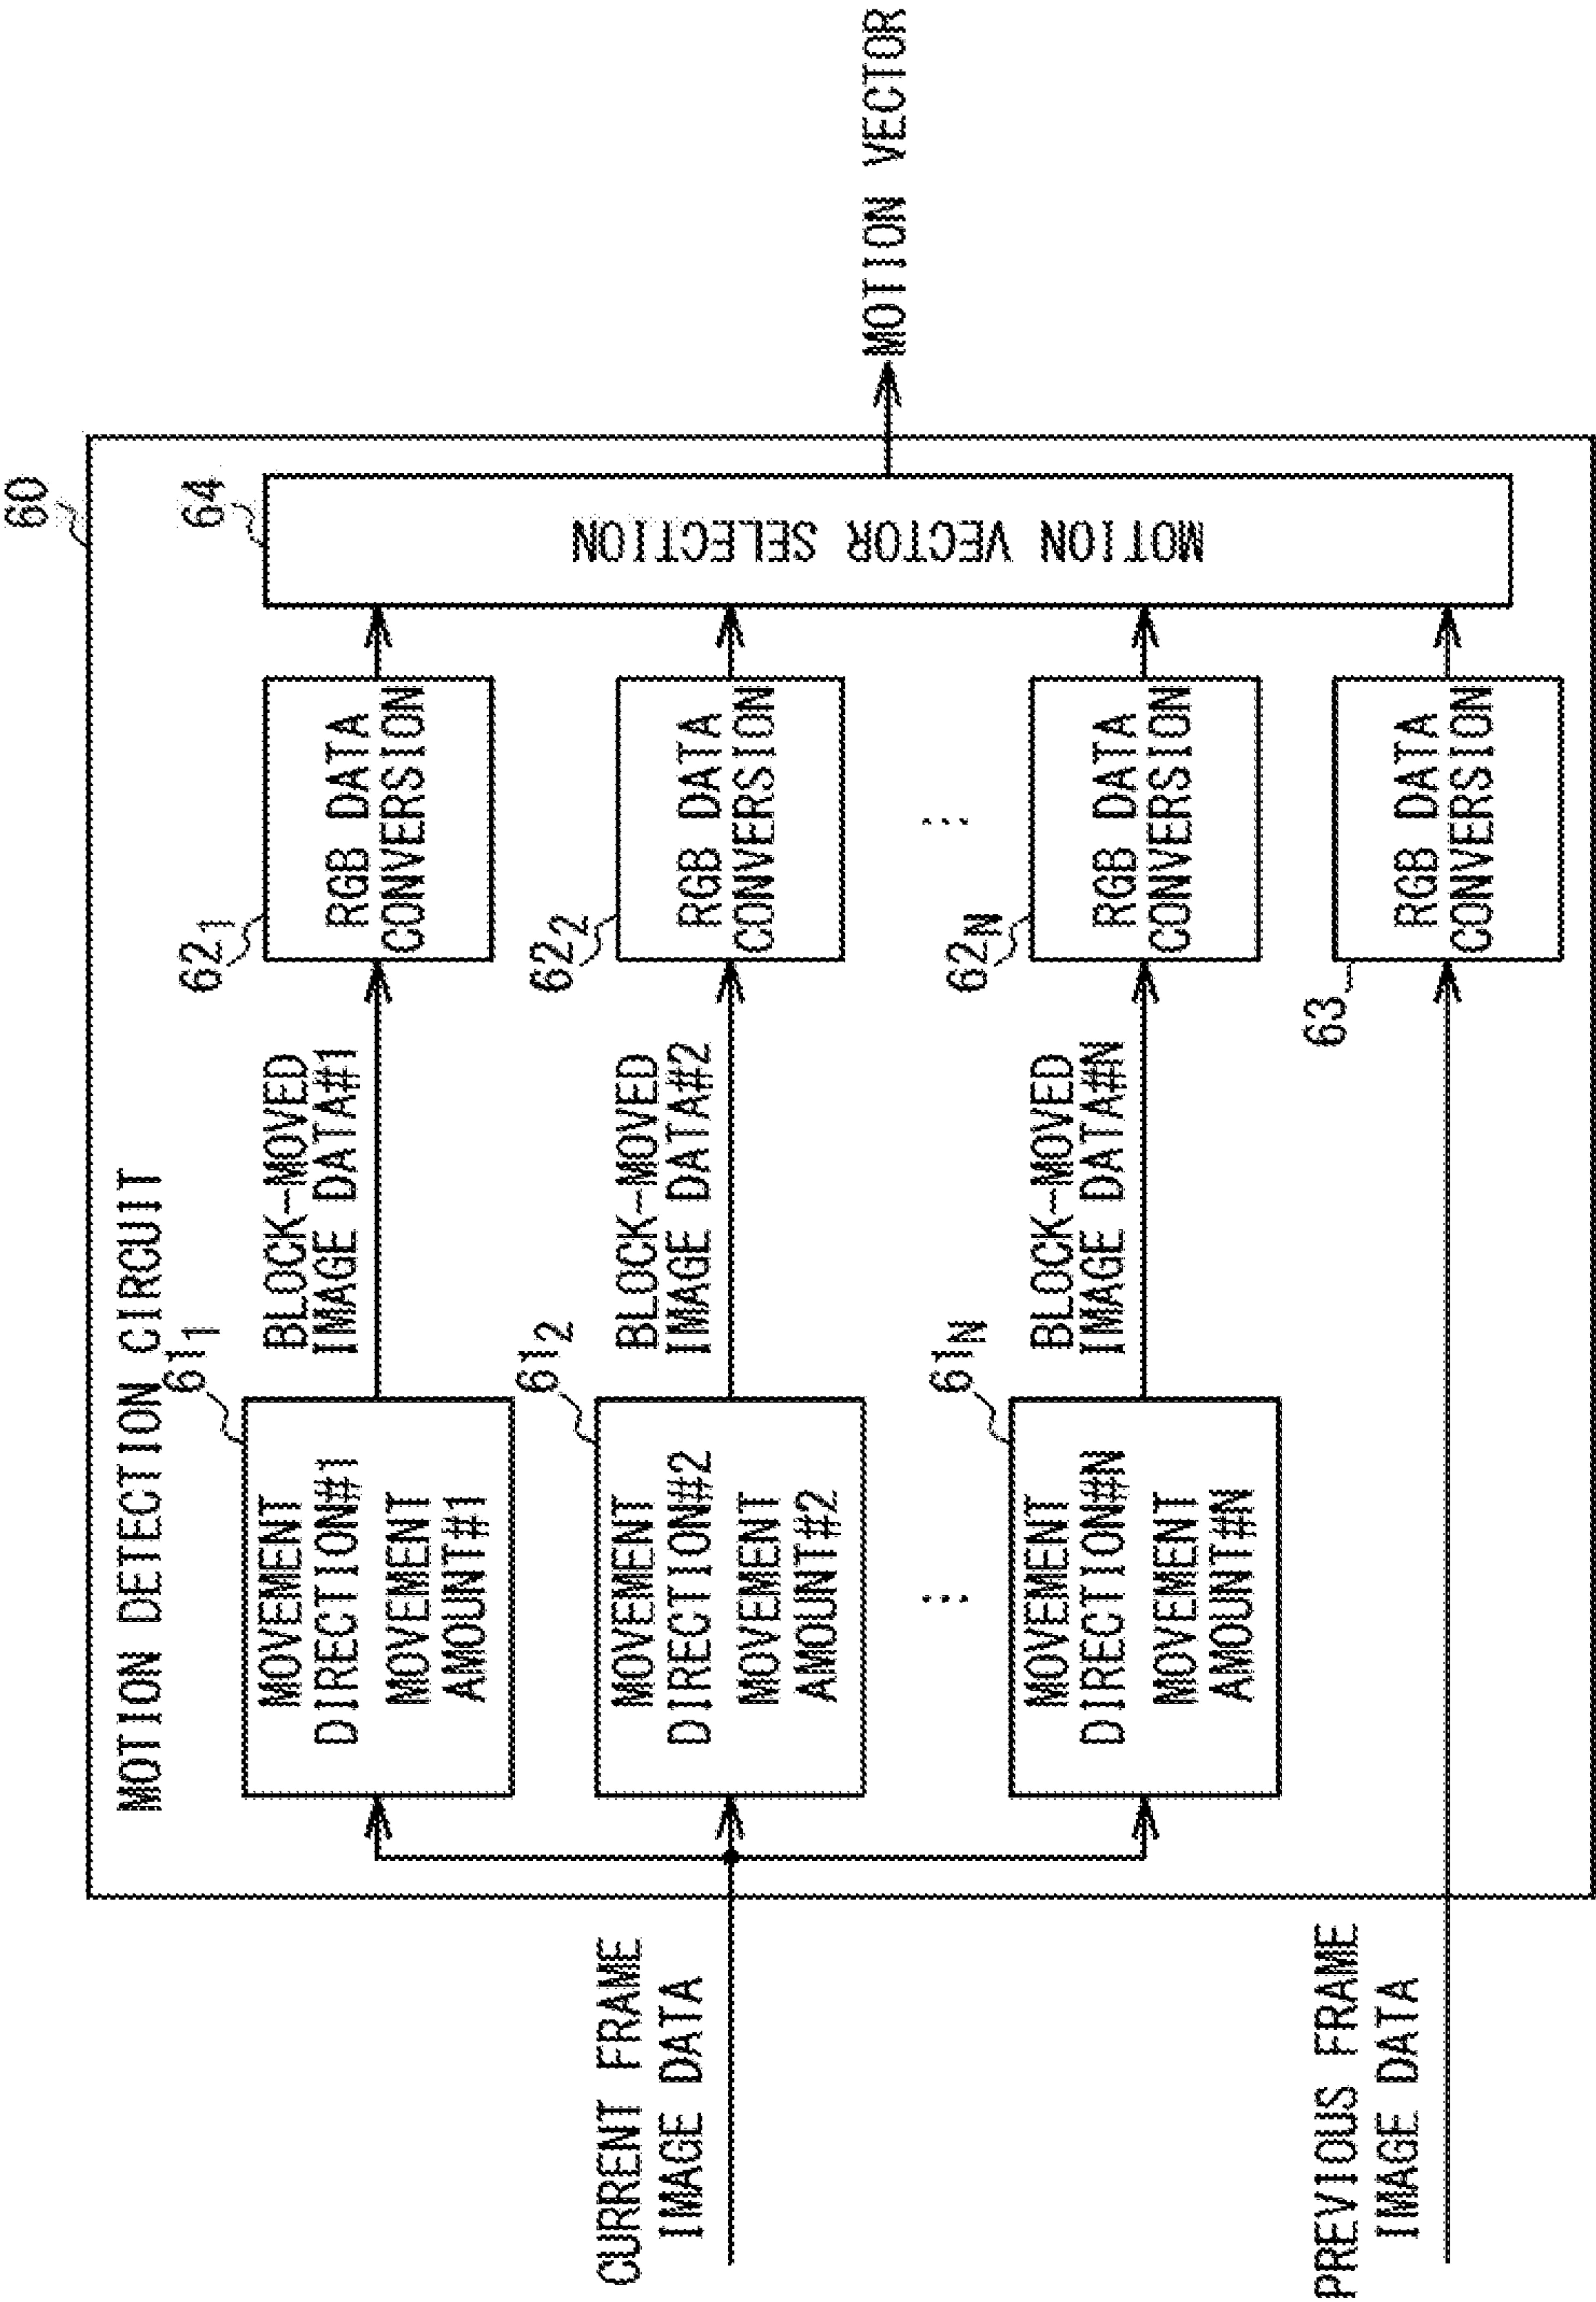 60
MOTION DETECTION CIRCUIT
61₁
MOVEMENT
DIRECTION#1
MOVEMENT
AMOUNT#1
BLOCK-MOVED
IMAGE DATA#1
62₁
RGB DATA
CONVERSION
64
MOTION VECTOR SELECTION
CURRENT FRAME
IMAGE DATA
61₂
MOVEMENT
DIRECTION#2
MOVEMENT
AMOUNT#2
BLOCK-MOVED
IMAGE DATA#2
62₂
RGB DATA
CONVERSION
MOTION VECTOR
⋮
⋮
61N
MOVEMENT
DIRECTION#N
MOVEMENT
AMOUNT#N
BLOCK-MOVED
IMAGE DATA#N
62N
RGB DATA
CONVERSION
PREVIOUS FRAME
IMAGE DATA
63
RGB DATA
CONVERSION